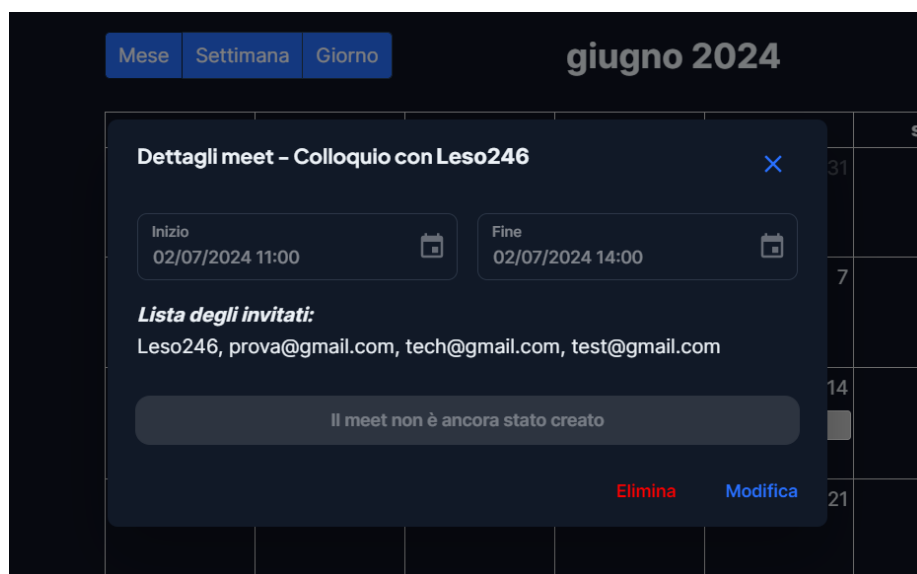 Mese Settimana Giorno
giugno 2024
s
Dettagli meet – Colloquio con Leso246
31
Inizio
02/07/2024 11:00
Fine
02/07/2024 14:00
7
Lista degli invitati:
Leso246, prova@gmail.com, tech@gmail.com, test@gmail.com
14
Il meet non è ancora stato creato
Elimina Modifica
21